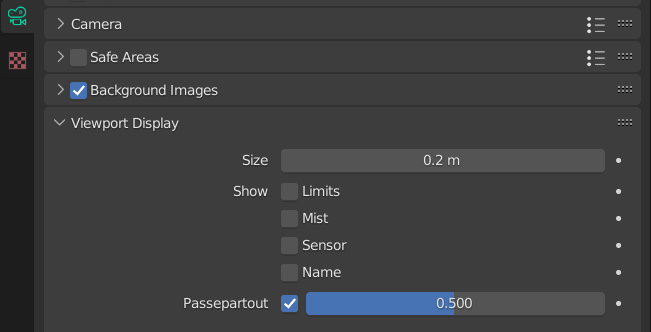 Camera
Safe Areas
Background Images
Viewport Display
Size 0.2 m
Show Limits
Mist
Sensor
Name
Passepartout 0.500